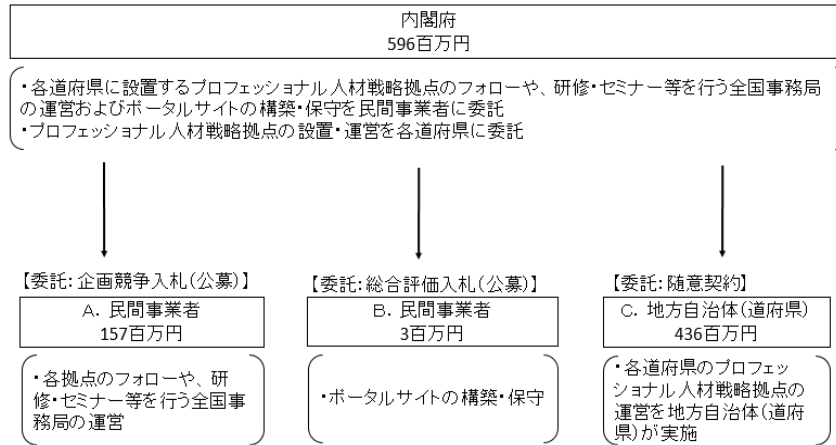 内閣府
596百万円
・各道府県に設置するプロフェッショナル人材戦略拠点のフォローや、研修・セミナー等を行う全国事務局
の運営およびポータルサイトの構築・保守を民間事業者に委託
・プロフェッショナル人材戦略拠点の設置・運営を各道府県に委託
【委託:企画競争入札(公募)】
A. 民間事業者
157百万円
・各拠点のフォローや、研
修・セミナー等を行う全国事
務局の運営
【委託:総合評価入札(公募)】
B. 民間事業者
3百万円
・ポータルサイトの構築・保守
【委託:随意契約】
C. 地方自治体(道府県)
436百万円
・各道府県のプロフェッ
ショナル人材戦略拠点の
運営を地方自治体(道府
県)が実施